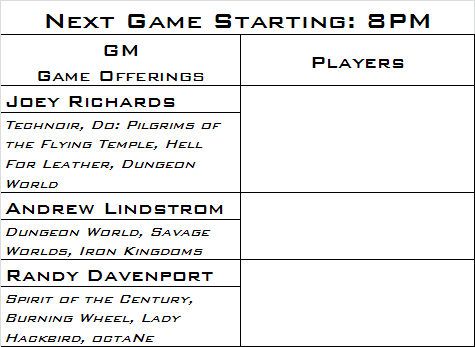 Next Game Starting: 8PM
GM
Game Offerings
Players
Joey Richards
Technoir, Do: Pilgrims of
the Flying Temple, Hell
For Leather, Dungeon
World
Andrew Lindstrom
Dungeon World, Savage
Worlds, Iron Kingdoms
Randy Davenport
Spirit of the Century,
Burning Wheel, Lady
Hackbird, octaNe